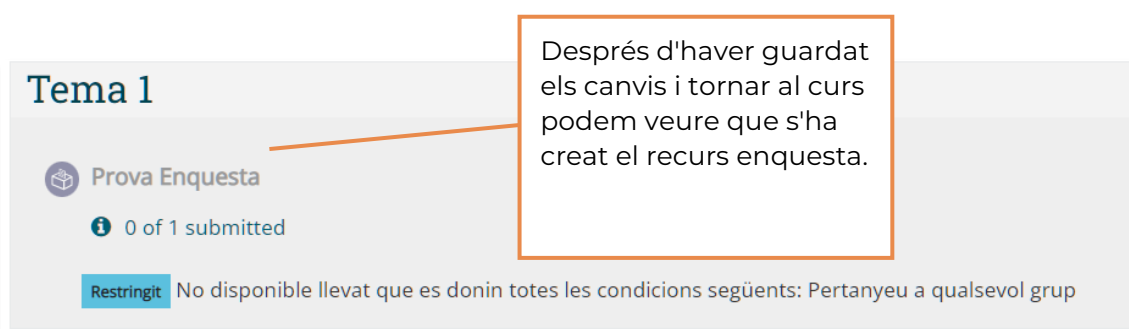 Després d'haver guardat
els canvis i tornar al curs
podem veure que s'ha
creat el recurs enquesta.
Tema 1
Prova Enquesta
0 of 1 submitted
Restringit No disponible llevat que es donin totes les condicions següents: Pertanyeu a qualsevol grup